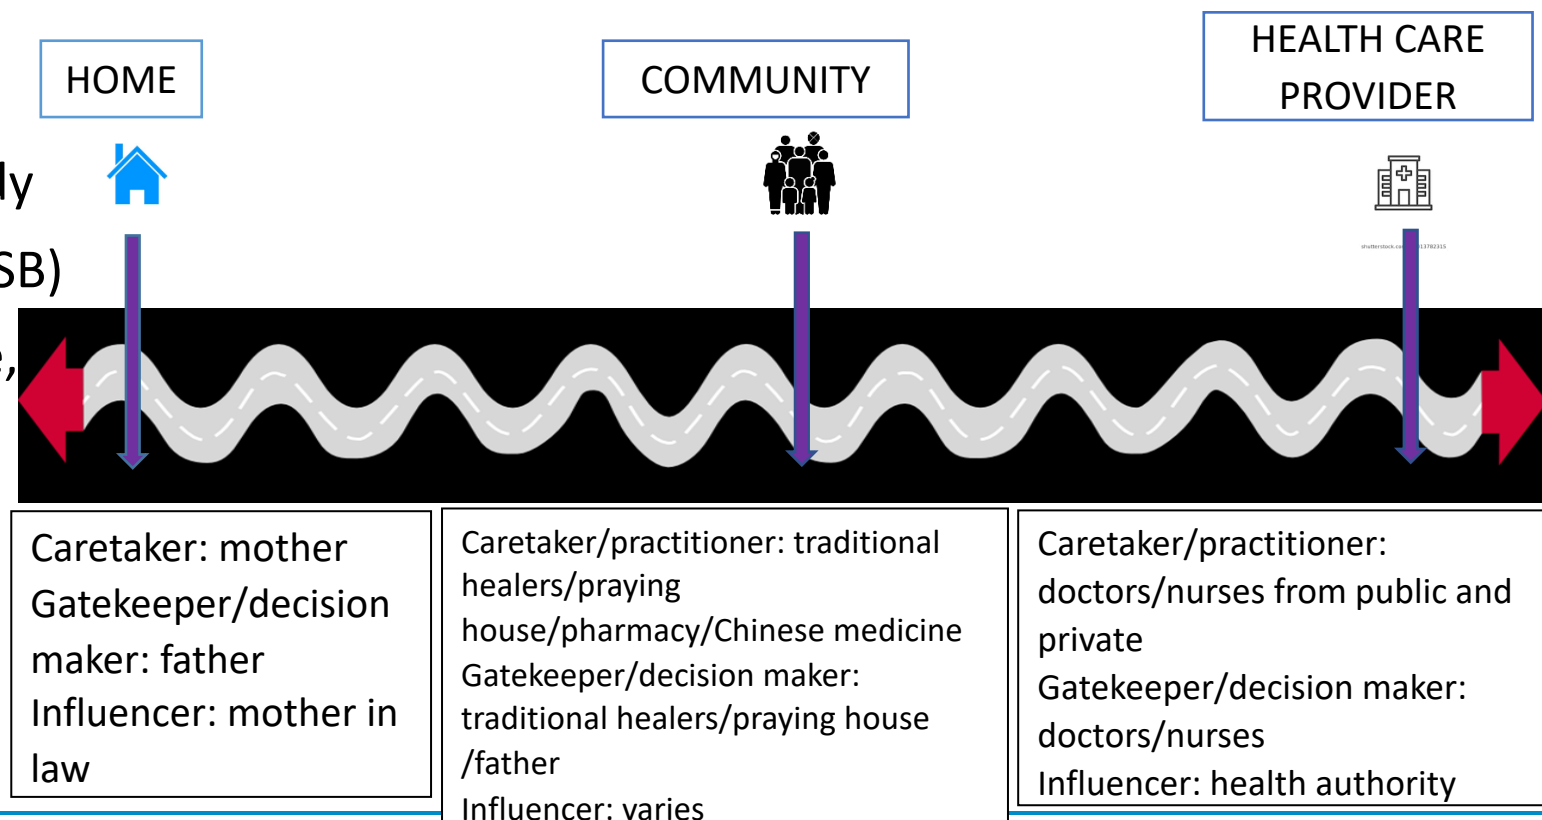 HOME
COMMUNITY
HEALTH CARE
PROVIDER
dy
SB)
e,
Caretaker: mother
Gatekeeper/decision
maker: father
Influencer: mother in
law
Caretaker/practitioner: traditional
healers/praying
house/pharmacy/Chinese medicine
Gatekeeper/decision maker:
traditional healers/praying house
/father
Influencer: varies
Caretaker/practitioner:
doctors/nurses from public and
private
Gatekeeper/decision maker:
doctors/nurses
Influencer: health authority